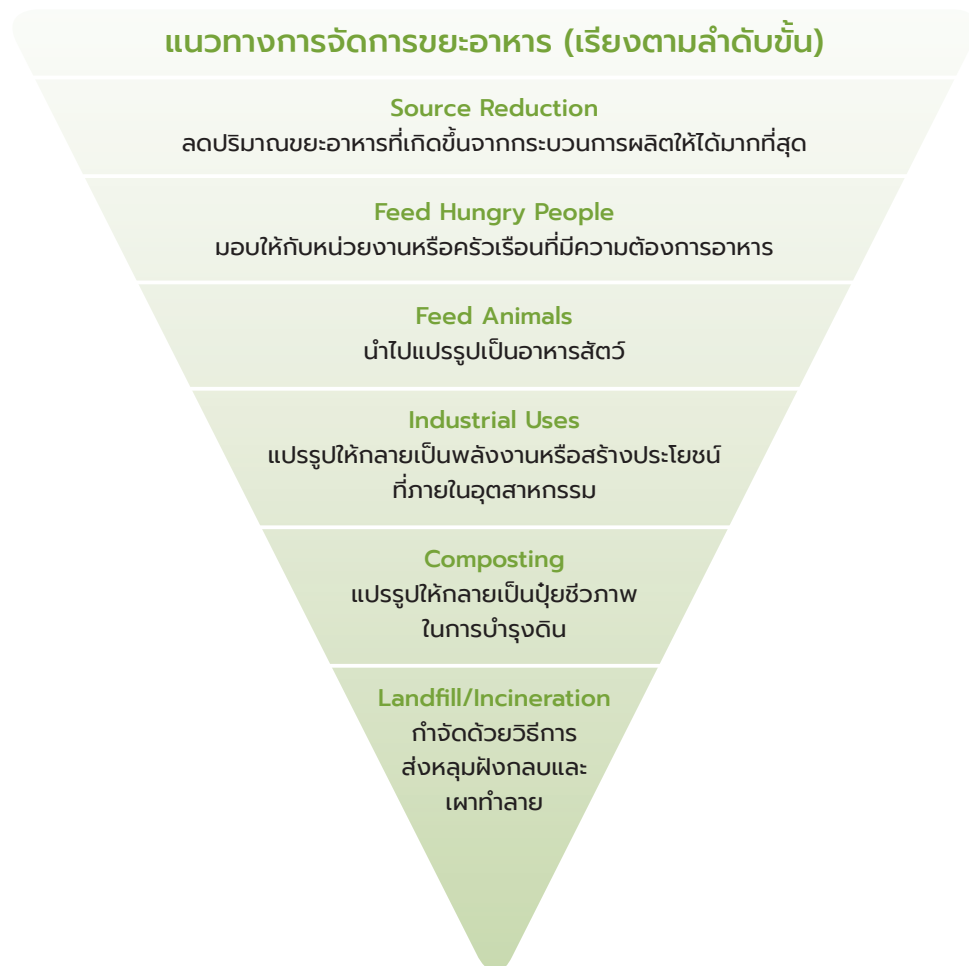 แนวทางการจัดการขยะอาหาร (เรียงตามลำดับขั้น)
Source Reduction
ลดปริมาณขยะอาหารที่เกิดขึ้นจากกระบวนการผลิตให้ได้มากที่สุด
Feed Hungry People
มอบให้กับหน่วยงานหรือครัวเรือนที่มีความต้องการอาหาร
Feed Animals
นำไปแปรรูปเป็นอาหารสัตว์
Industrial Uses
แปรรูปให้กลายเป็นพลังงานหรือสร้างประโยชน์
ที่ภายในอุตสาหกรรม
Composting
แปรรูปให้กลายเป็นปุ๋ยชีวภาพ
ในการบำรุงดิน
Landfill/Incineration
กำจัดด้วยวิธีการ
ส่งหลุมฝังกลบและ
เผาทำลาย